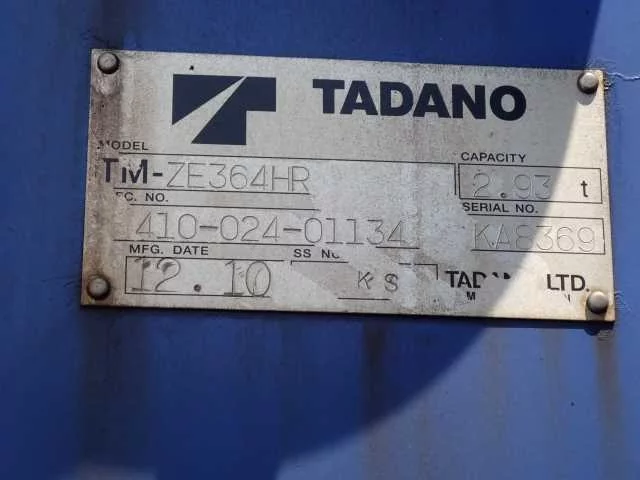 TADANO
MODEL
TM-ZE364HR
CAPACITY
2.93 t
SERIAL NO.
410-024-01134
KA8369
MFG. DATE
12.10
KS
LTD.